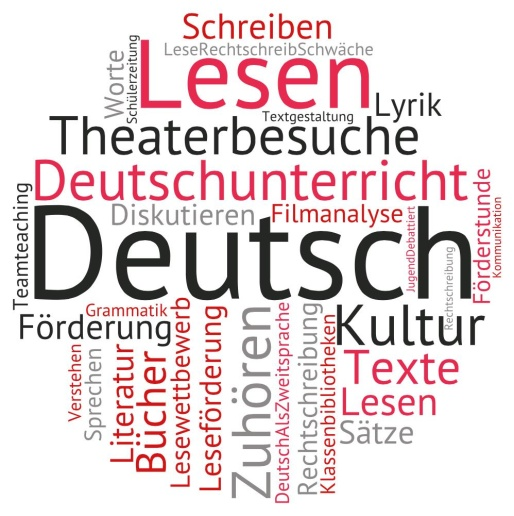 Schreiben
LeseRechtschreibSchwäche
Lesen
Worte
Schülerzeitung
Textgestaltung
Lyrik
Theaterbesuche
Deutschunterricht
Diskutieren
Filmanalyse
Deutsch
Teamteaching
JugendDebattiert
Rechtschreibung
Förderstunde
Kommunikation
Grammatik
Förderung
Kultur
Verstehen
Sprechen
Literatur
Bücher
Lesewettbewerb
Leseförderung
Zuhören
DeutschAlsZweitsprache
Rechtschreibung
Klassenbibliotheken
Texte
Lesen
Sätze